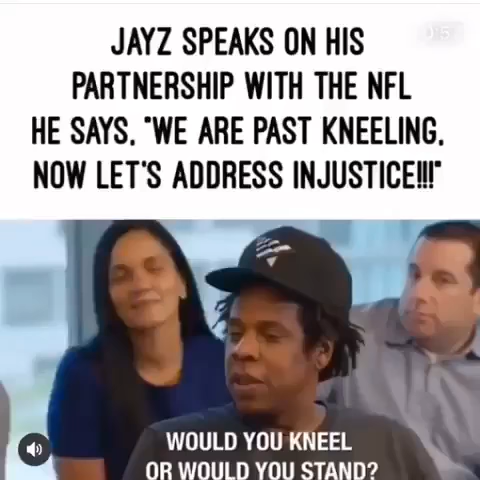 JAYZ SPEAKS ON HIS
PARTNERSHIP WITH THE NFL
HE SAYS, "WE ARE PAST KNEELING,
NOW LET'S ADDRESS INJUSTICE!!!"
WOULD YOU KNEEL
OR WOULD YOU STAND?